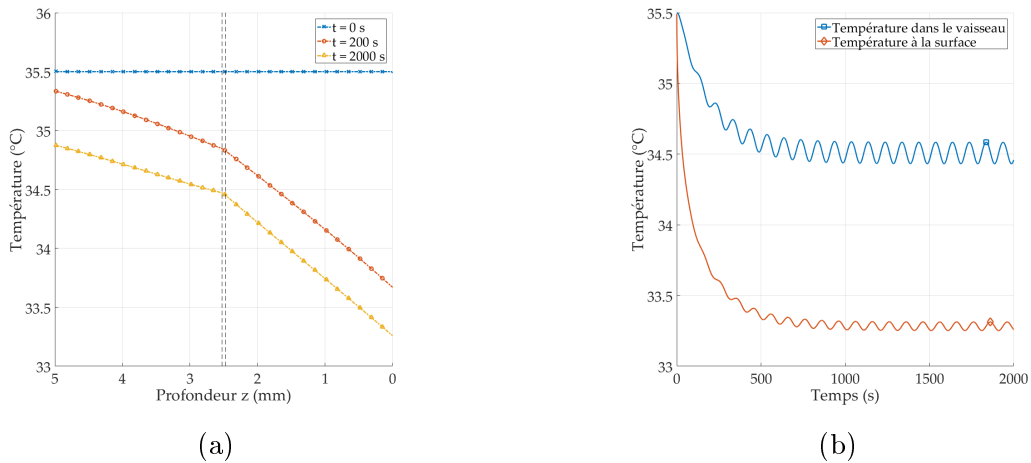 36
35.5
35
34.5
34
33.5
33
5
4
3
2
1
0
Température (°C)
Profondeur z (mm)
t = 0 s
t = 200 s
t = 2000 s
(a)
35.5
35
34.5
34
33.5
33
0
500
1000
1500
2000
Température (°C)
Temps (s)
Température dans le vaisseau
Température à la surface
(b)